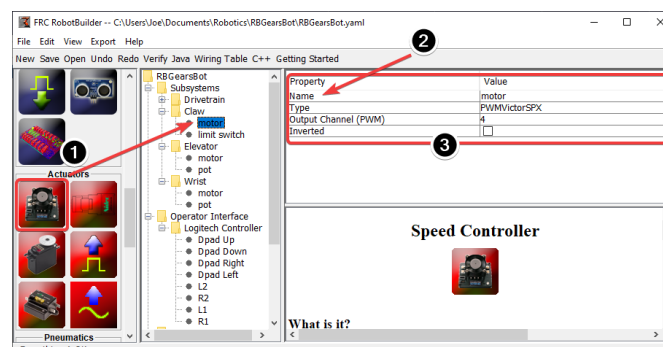 FRC RobotBuilder -- C:\Users\Joe\Documents\Robotics\RBGearsBot\RBGearsBot.yaml
File Edit View Export Help
New Save Open Undo Redo Verify Java Wiring Table C++ Getting Started
2
RBGearsBot
Subsystems
Drivetrain
Claw
motor
limit switch
Elevator
motor
pot
Wrist
motor
pot
Operator Interface
Logitech Controller
Dpad Up
Dpad Down
Dpad Right
Dpad Left
L2
R2
L1
R1
1
Actuators
Pneumatics
Property Value
Name motor
Type PWMVictorSPX
Output Channel (PWM) 4
Inverted
3
Speed Controller
What is it?